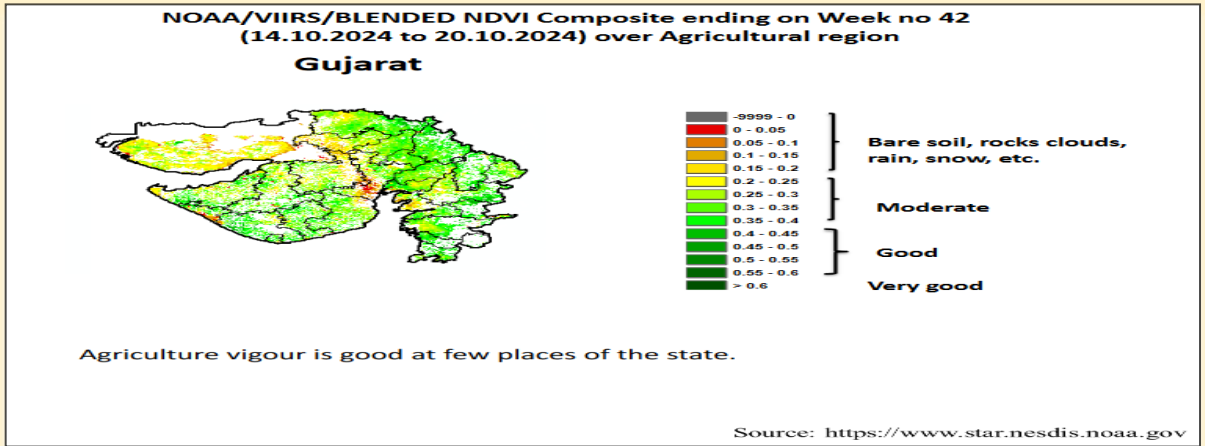 NOAA/VIIRS/BLENDED NDVI Composite ending on Week no 42
(14.10.2024 to 20.10.2024) over Agricultural region
Gujarat
-9999 - 0
0 - 0.05
0.05 - 0.1
0.1 - 0.15
0.15 - 0.2
0.2 - 0.25
0.25 - 0.3
0.3 - 0.35
0.35 - 0.4
0.4 - 0.45
0.45 - 0.5
0.5 - 0.55
0.55 - 0.6
> 0.6
Bare soil, rocks clouds,
rain, snow, etc.
Moderate
Good
Very good
Agriculture vigour is good at few places of the state.
Source: https://www.star.nesdis.noaa.gov